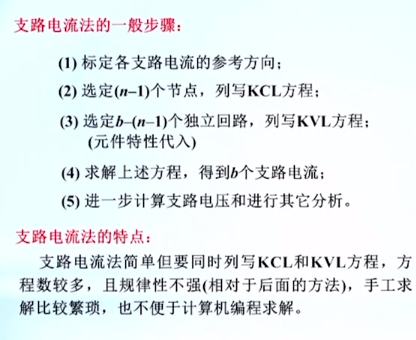 支路电流法的一般步骤：
(1) 标定各支路电流的参考方向；
(2) 选定(n–1)个节点，列写KCL方程；
(3) 选定b–(n–1)个独立回路，列写KVL方程；
(元件特性代入)
(4) 求解上述方程，得到b个支路电流；
(5) 进一步计算支路电压和进行其它分析。
支路电流法的特点：
支路电流法简单但要同时列写KCL和KVL方程，方
程数较多，且规律性不强(相对于后面的方法)，手工求
解比较繁琐，也不便于计算机编程求解。